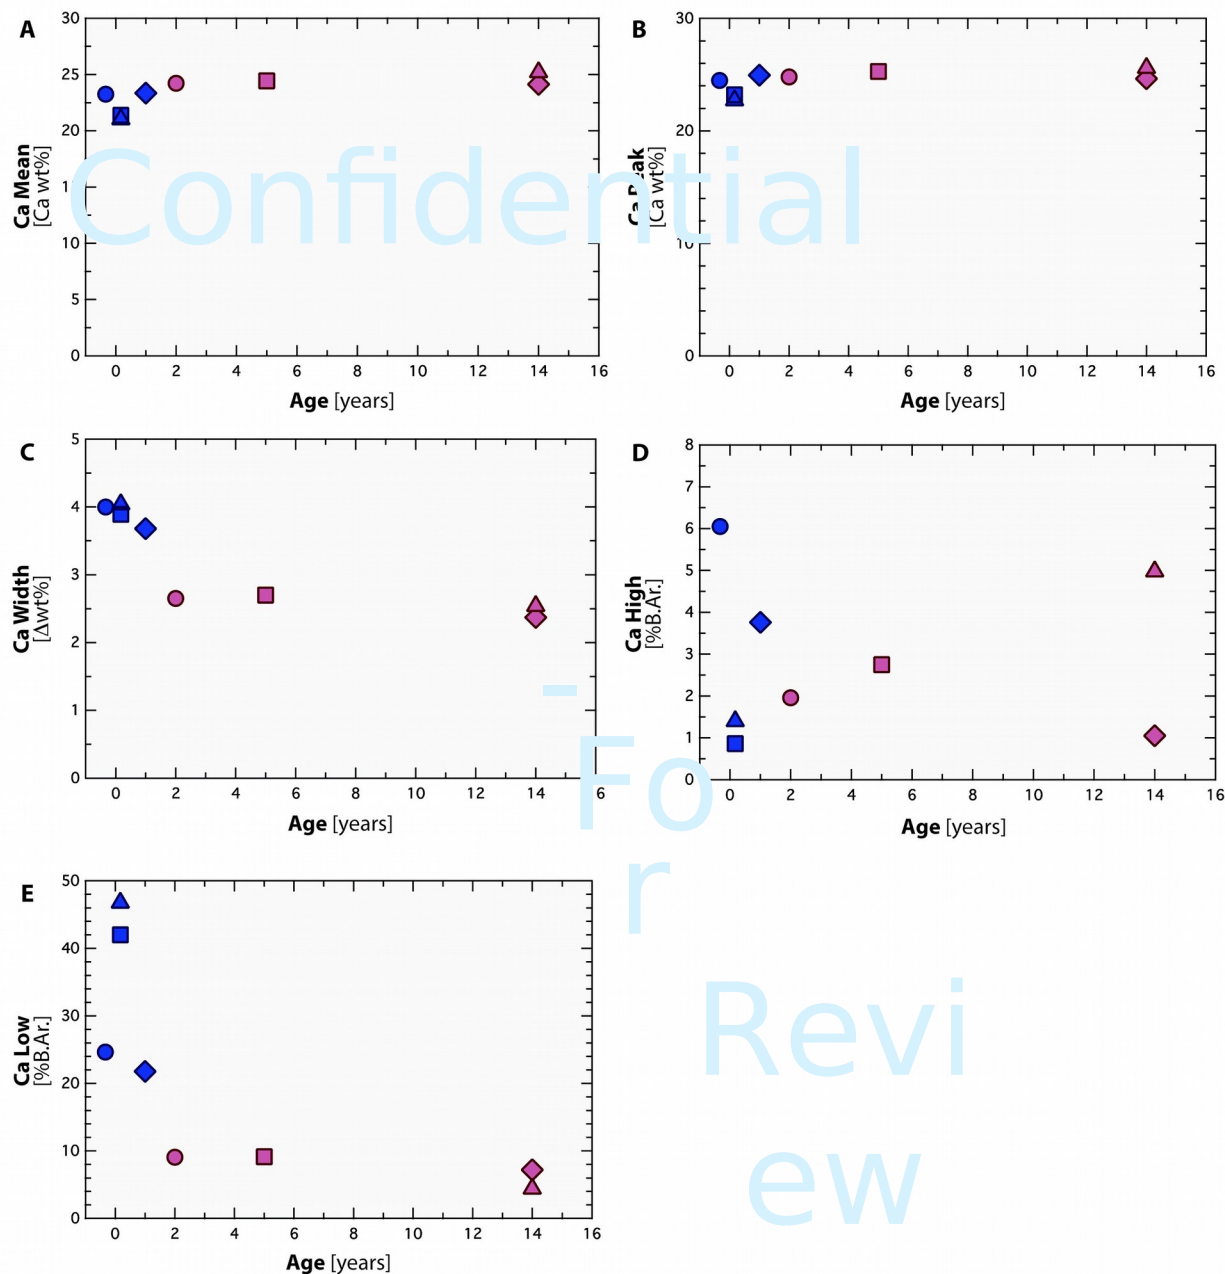 A
30
25
20
1
10
5
0
Ca Mean
[Ca wt%]
0 2 4 6 8 10 12 14 16
Age [years]
B
30
20
10
0
Ca Peak
[Ca wt%]
0 2 4 6 8 10 12 14 16
Age [years]
Confidential
C
5
4
3
2
1
0
Ca Width
[Δwt%]
0 2 4 6 8 10 12 14 6
Age [years]
D
8
7
6
5
4
3
2
1
0
Ca High
[%B.Ar.]
0 2 4 6 8 10 12 14 16
Age [years]
-
Fo
r
E
50
40
30
20
10
0
Ca Low
[%B.Ar.]
0 2 4 6 8 10 12 14 16
Age [years]
Revi
ew